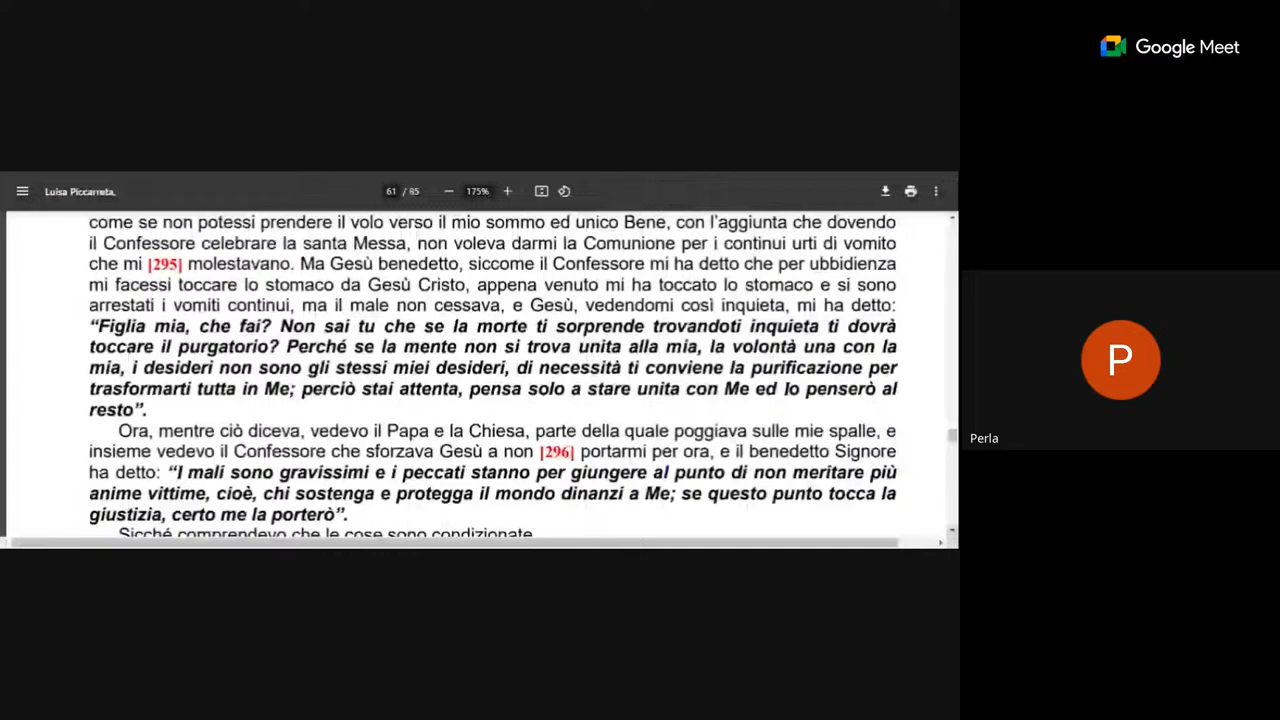 Google Meet
Luisa Piccarreta.
61 / 85
175%
come se non potessi prendere il volo verso il mio sommo ed unico Bene, con l'aggiunta che dovendo
il Confessore celebrare la santa Messa, non voleva darmi la Comunione per i continui urti di vomito
che mi [295] molestavano. Ma Gesù benedetto, siccome il Confessore mi ha detto che per ubbidienza
mi facessi toccare lo stomaco da Gesù Cristo, appena venuto mi ha toccato lo stomaco e si sono
arrestati i vomiti continui, ma il male non cessava, e Gesù, vedendomi così inquieta, mi ha detto:
“Figlia mia, che fai? Non sai tu che se la morte ti sorprende trovandoti inquieta ti dovrà
toccare il purgatorio? Perché se la mente non si trova unita alla mia, la volontà una con la
mia, i desideri non sono gli stessi miei desideri, di necessità ti conviene la purificazione per
trasformarti tutta in Me; perciò stai attenta, pensa solo a stare unita con Me ed Io penserò al
resto”.
Ora, mentre ciò diceva, vedevo il Papa e la Chiesa, parte della quale poggiava sulle mie spalle, e
insieme vedevo il Confessore che sforzava Gesù a non [296] portarmi per ora, e il benedetto Signore
ha detto: “I mali sono gravissimi e i peccati stanno per giungere al punto di non meritare più
anime vittime, cioè, chi sostenga e protegga il mondo dinanzi a Me; se questo punto tocca la
giustizia, certo me la porterò”.
Sicché comprendevo che le cose sono condizionate.
P
Perla